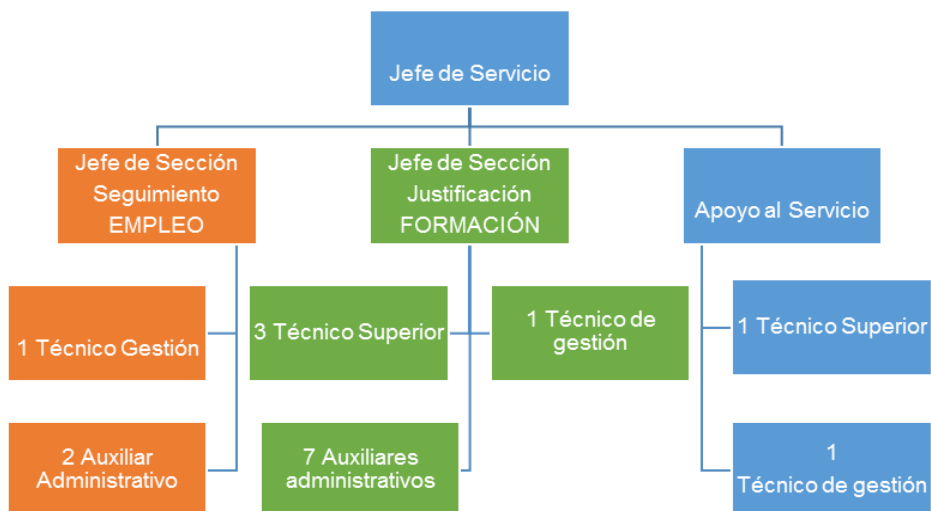 Jefe de Servicio
Jefe de Sección
Seguimiento
EMPLEO
Jefe de Sección
Justificación
FORMACIÓN
Apoyo al Servicio
1 Técnico Gestión
3 Técnico Superior
1 Técnico de
gestión
1 Técnico Superior
2 Auxiliar
Administrativo
7 Auxiliares
administrativos
1
Técnico de gestión